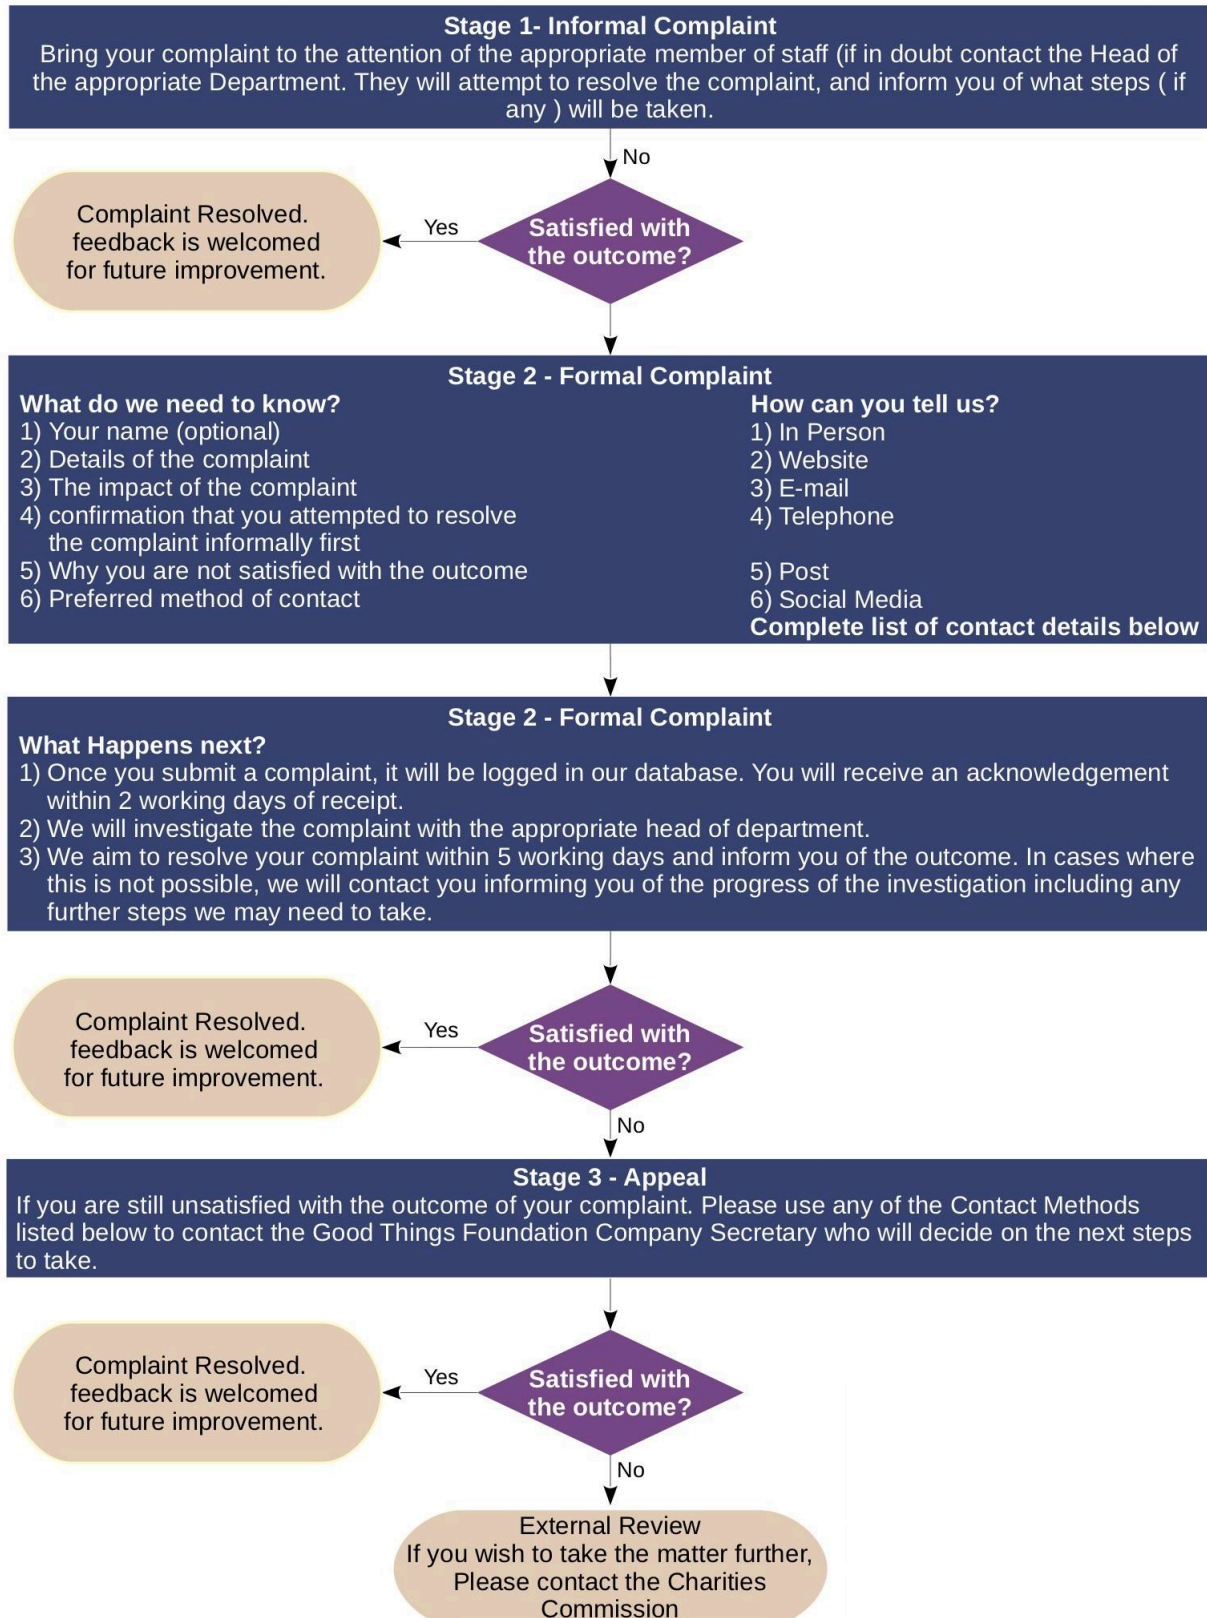 Stage 1- Informal Complaint
Bring your complaint to the attention of the appropriate member of staff (if in doubt contact the Head of
the appropriate Department. They will attempt to resolve the complaint, and inform you of what steps ( if
any ) will be taken.
No
Satisfied with
the outcome?
Yes
Complaint Resolved.
feedback is welcomed
for future improvement.
Stage 2 - Formal Complaint
What do we need to know?
1) Your name (optional)
2) Details of the complaint
3) The impact of the complaint
4) confirmation that you attempted to resolve
the complaint informally first
5) Why you are not satisfied with the outcome
6) Preferred method of contact
How can you tell us?
1) In Person
2) Website
3) E-mail
4) Telephone
5) Post
6) Social Media
Complete list of contact details below
Stage 2 - Formal Complaint
What Happens next?
1) Once you submit a complaint, it will be logged in our database. You will receive an acknowledgement
within 2 working days of receipt.
2) We will investigate the complaint with the appropriate head of department.
3) We aim to resolve your complaint within 5 working days and inform you of the outcome. In cases where
this is not possible, we will contact you informing you of the progress of the investigation including any
further steps we may need to take.
Satisfied with
the outcome?
Yes
Complaint Resolved.
feedback is welcomed
for future improvement.
No
Stage 3 - Appeal
If you are still unsatisfied with the outcome of your complaint. Please use any of the Contact Methods
listed below to contact the Good Things Foundation Company Secretary who will decide on the next steps
to take.
Satisfied with
the outcome?
Yes
Complaint Resolved.
feedback is welcomed
for future improvement.
No
External Review
If you wish to take the matter further,
Please contact the Charities
Commission